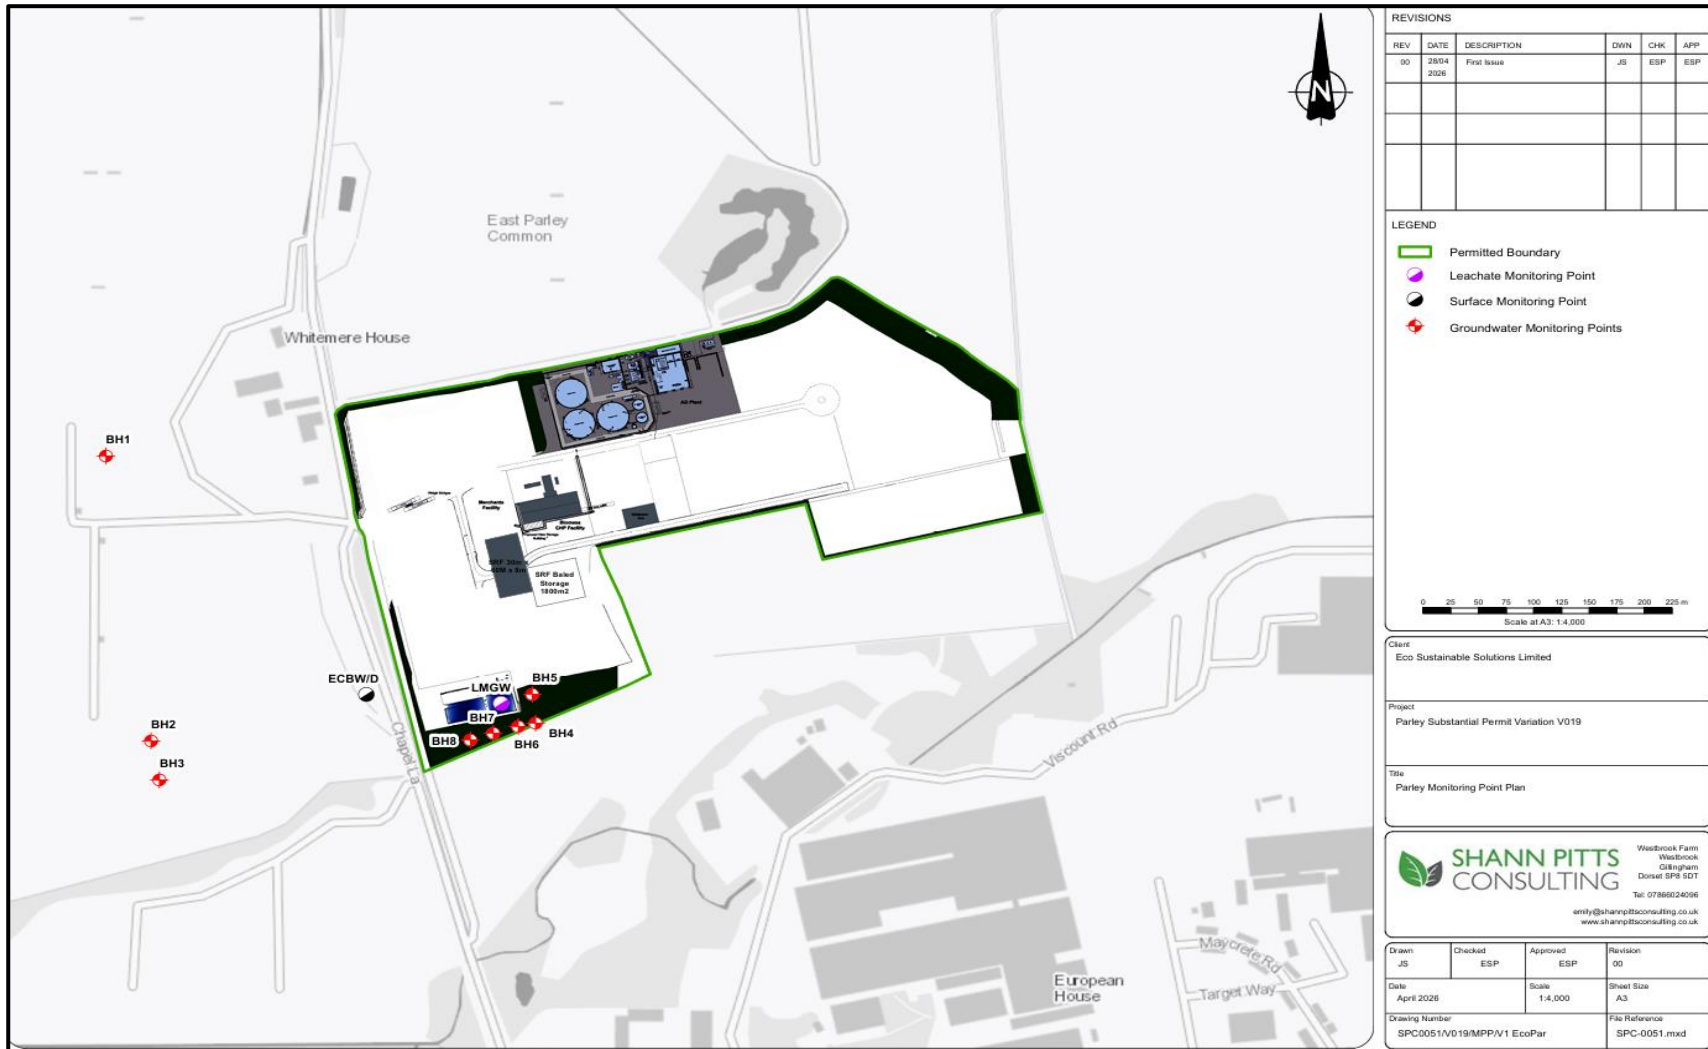 East Parley
Common
Whitemere House
BH1
AD Plant
Merchants
Facility
Biomass
CHP Facility
SRF Baled
Storage
1800m2
ECBW/D
LMGW
BH5
BH7
BH4
BH6
BH8
BH2
BH3
Chapel La
Viscount Rd
European
House
Maycrete Rd
Target Way
N
REVISIONS
REV DATE DESCRIPTION DWN CHK APP
00 28/04 First Issue JS ESP ESP
2026
LEGEND
Permitted Boundary
Leachate Monitoring Point
Surface Monitoring Point
Groundwater Monitoring Points
0 25 50 75 100 125 150 175 200 225 m
Scale at A3: 1:4,000
Client
Eco Sustainable Solutions Limited
Project
Parley Substantial Permit Variation V019
Title
Parley Monitoring Point Plan
SHANN PITTS
CONSULTING
Westbrook Farm
Westbrook
Gillingham
Dorset SP8 5DT
Tel: 07866024096
emily@shannpittsconsulting.co.uk
www.shannpittsconsulting.co.uk
Drawn Checked Approved Revision
JS ESP ESP 00
Date Scale Sheet Size
April 2026 1:4,000 A3
Drawing Number File Reference
SPC0051/V019/MPP/V1 EcoPar SPC-0051.mxd